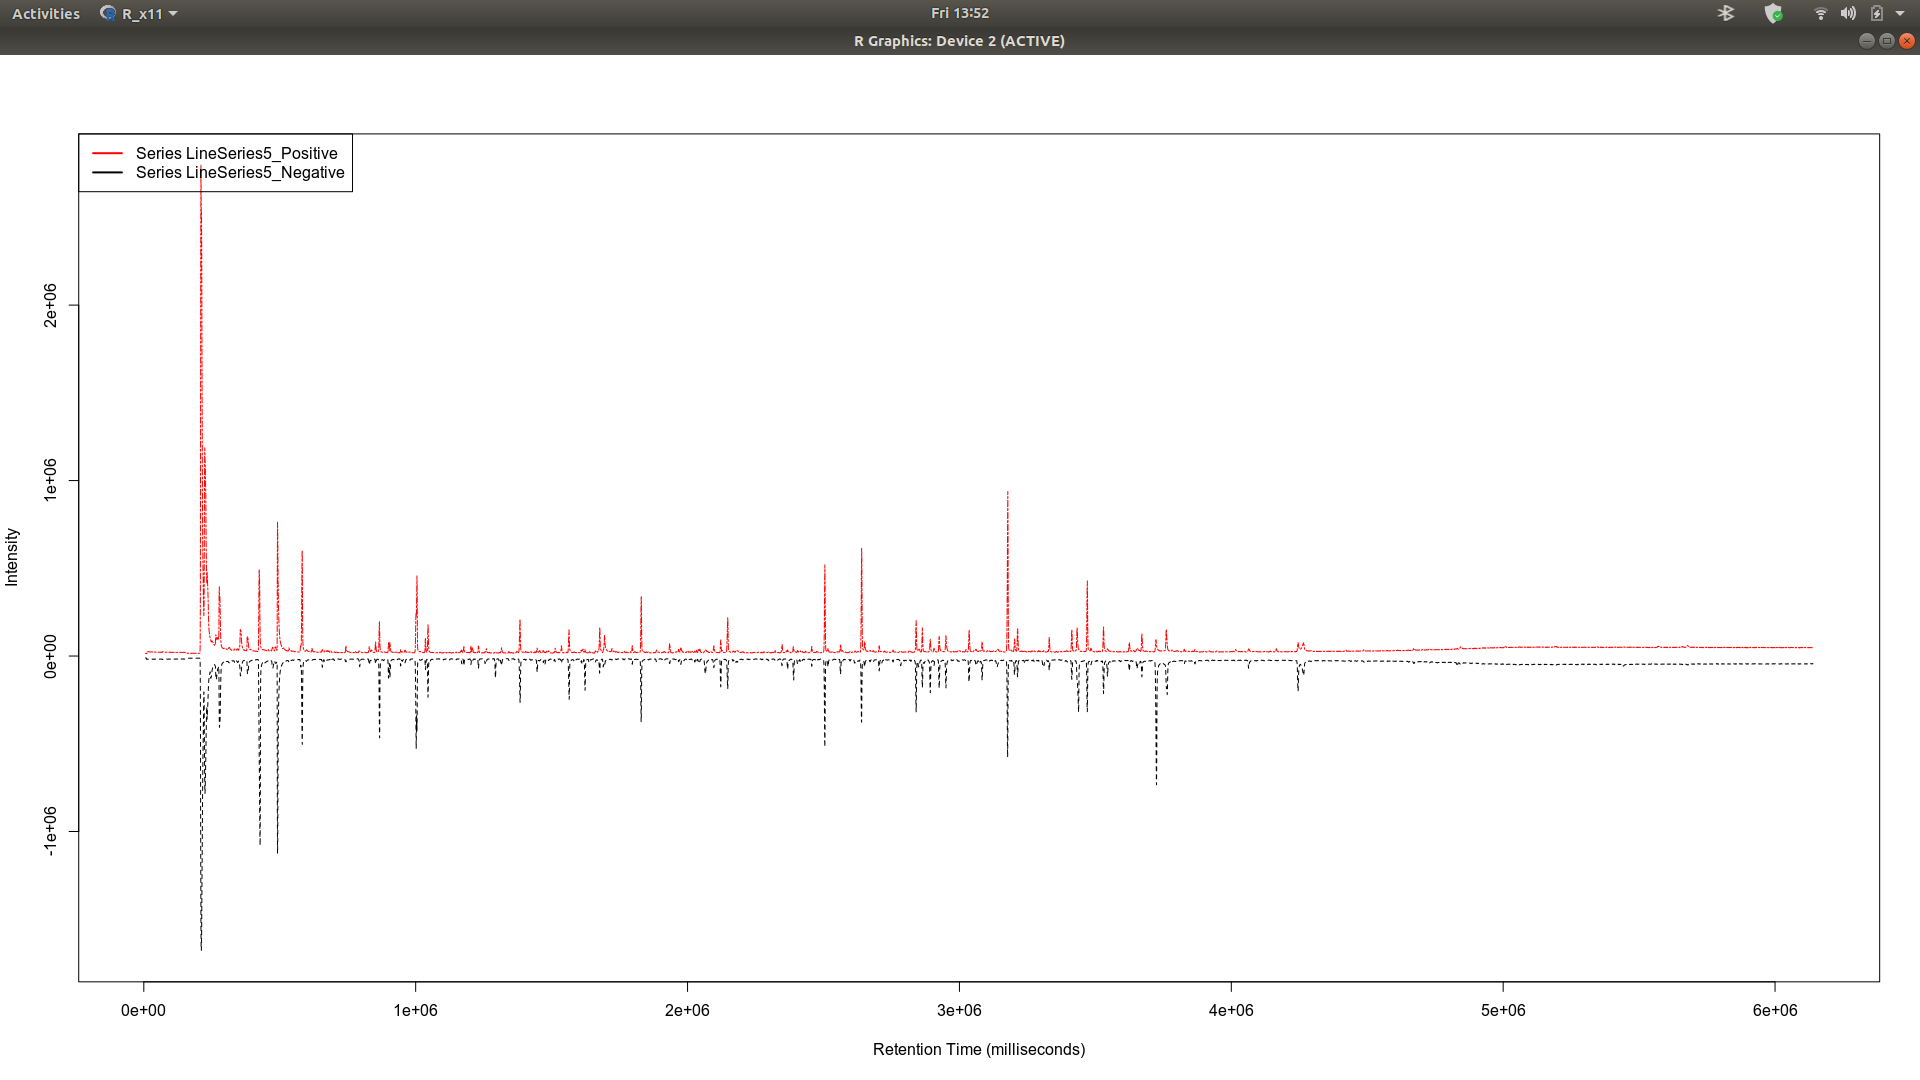 Activities R_x11 Fri 13:52
R Graphics: Device 2 (ACTIVE)
Series LineSeries5_Positive
Series LineSeries5_Negative
Intensity
2e+06
1e+06
0e+00
-1e+06
0e+00 1e+06 2e+06 3e+06 4e+06 5e+06 6e+06
Retention Time (milliseconds)